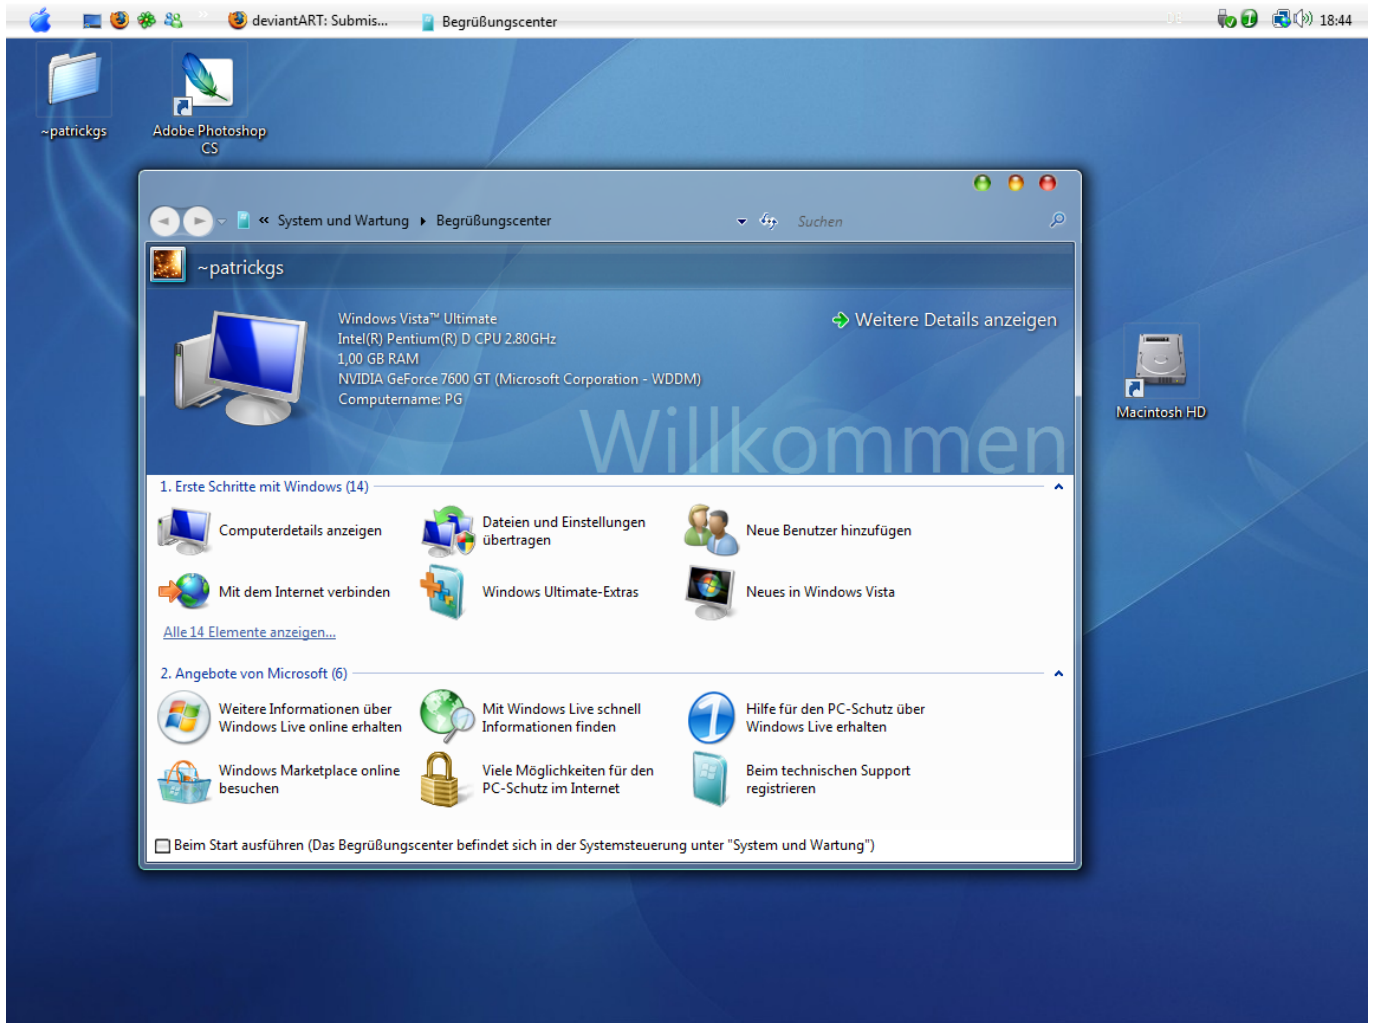 deviantART: Submis...
Begrüßungscenter
18:44
~patrickgs
Adobe Photoshop
CS
« System und Wartung
Begrüßungscenter
Suchen
~patrickgs
Windows Vista™ Ultimate
Intel(R) Pentium(R) D CPU 2.80GHz
1,00 GB RAM
NVIDIA GeForce 7600 GT (Microsoft Corporation - WDDM)
Computername: PG
Weitere Details anzeigen
Willkommen
Macintosh HD
1. Erste Schritte mit Windows (14)
Computerdetails anzeigen
Dateien und Einstellungen
übertragen
Neue Benutzer hinzufügen
Mit dem Internet verbinden
Windows Ultimate-Extras
Neues in Windows Vista
Alle 14 Elemente anzeigen...
2. Angebote von Microsoft (6)
Weitere Informationen über
Windows Live online erhalten
Mit Windows Live schnell
Informationen finden
Hilfe für den PC-Schutz über
Windows Live erhalten
Windows Marketplace online
besuchen
Viele Möglichkeiten für den
PC-Schutz im Internet
Beim technischen Support
registrieren
Beim Start ausführen (Das Begrüßungscenter befindet sich in der Systemsteuerung unter "System und Wartung")